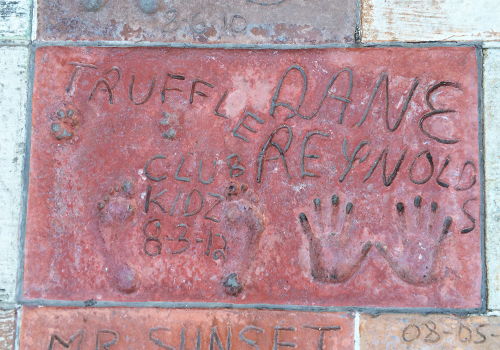 TRUFFLE
DANE
REYNOLDS
CLUB
KIDZ
8-3-12
MR SUNSET
08-05-